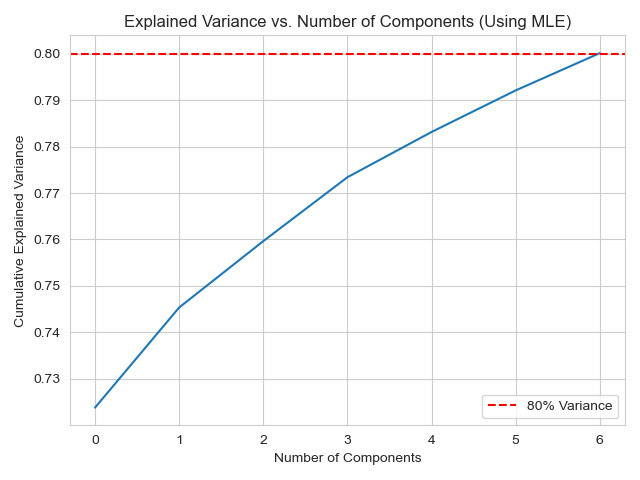 Explained Variance vs. Number of Components (Using MLE)
0.80
0.79
0.78
0.77
0.76
0.75
0.74
0.73
Cumulative Explained Variance
80% Variance
0 1 2 3 4 5 6
Number of Components